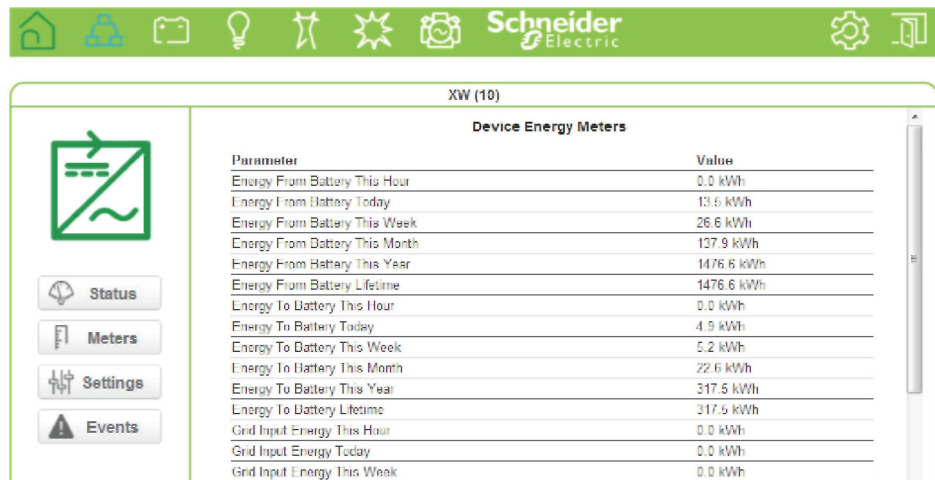 Schneider
Electric
XW (10)
Device Energy Meters
Parameter Value
Energy From Battery This Hour 0.0 kWh
Energy From Battery Today 13.5 kWh
Energy From Battery This Week 26.6 kWh
Energy From Battery This Month 137.9 kWh
Energy From Battery This Year 1476.6 kWh
Energy From Battery Lifetime 1476.6 kWh
Energy To Battery This Hour 0.0 kWh
Energy To Battery Today 4.9 kWh
Energy To Battery This Week 5.2 kWh
Energy To Battery This Month 22.6 kWh
Energy To Battery This Year 317.5 kWh
Energy To Battery Lifetime 317.5 kWh
Grid Input Energy This Hour 0.0 kWh
Grid Input Energy Today 0.0 kWh
Grid Input Energy This Week 0.0 kWh
Status
Meters
Settings
Events